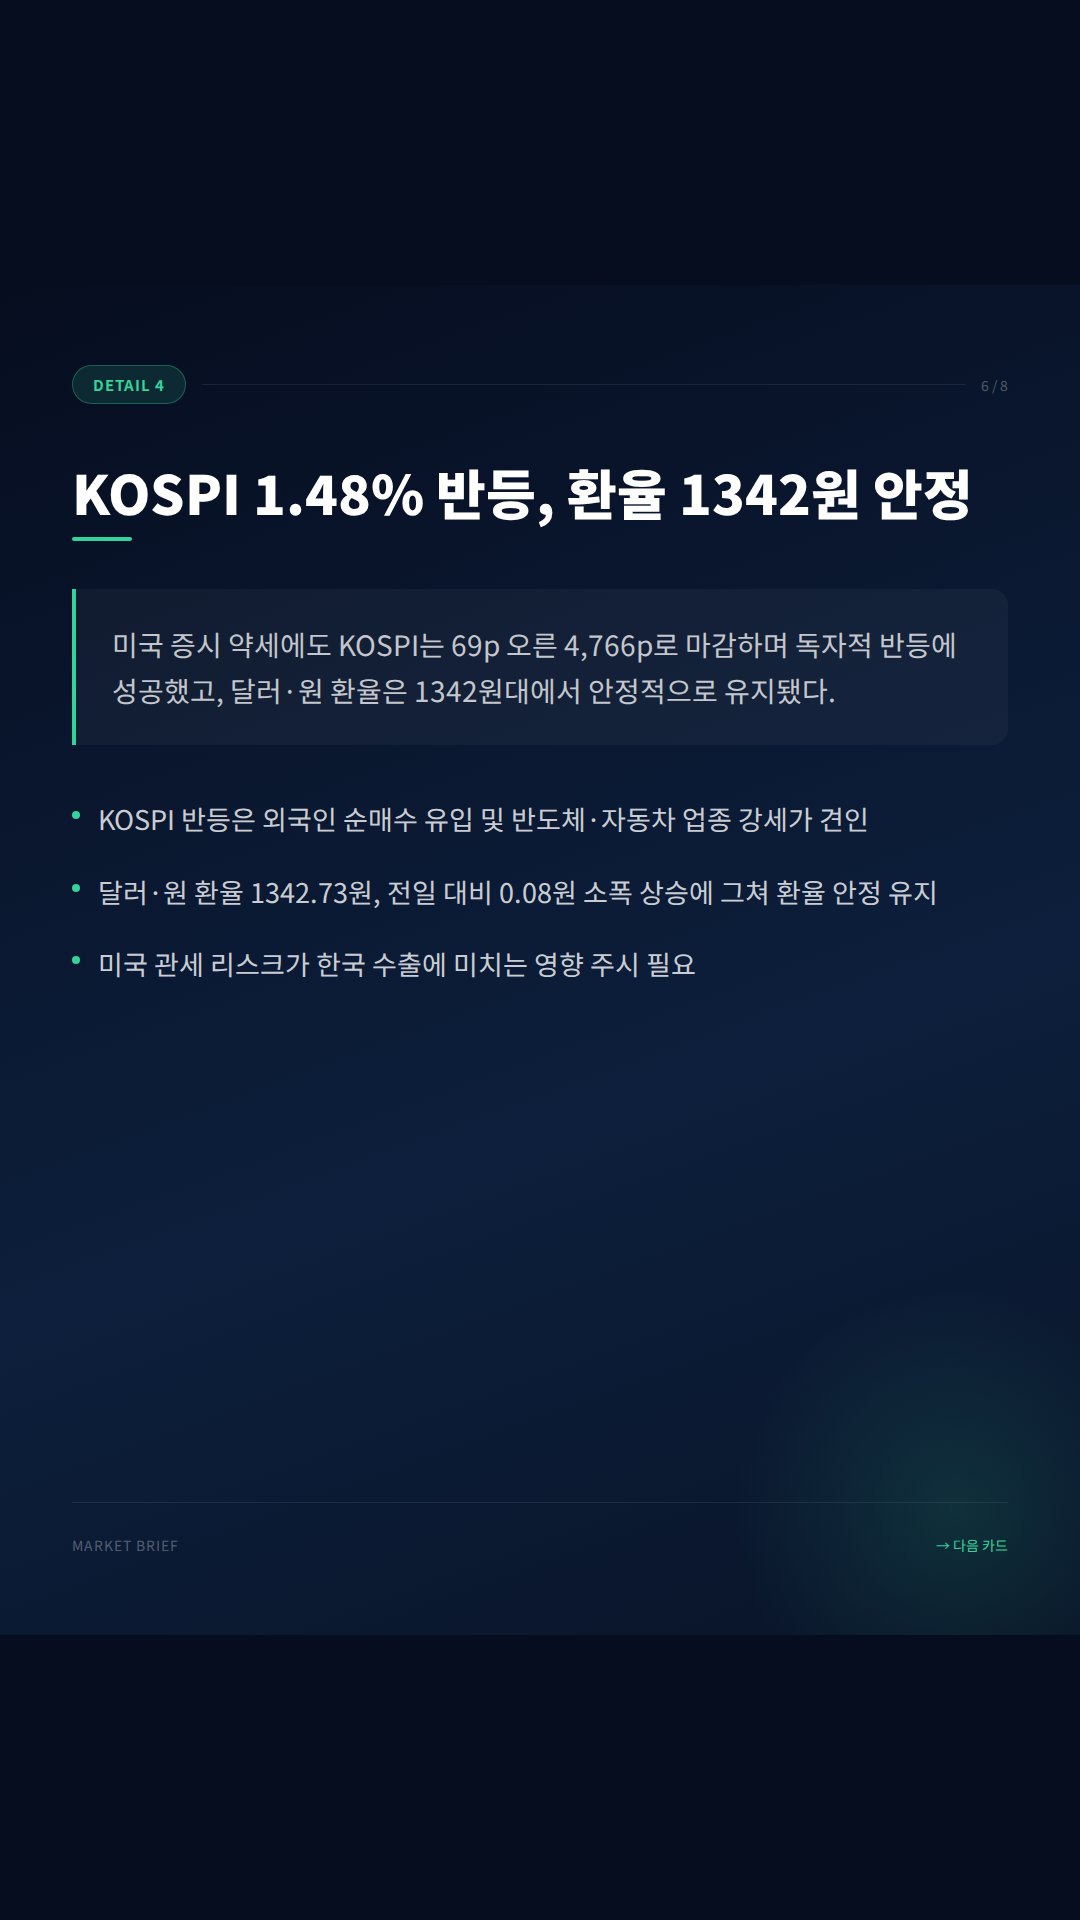 DETAIL 4
6 / 8
KOSPI 1.48% 반등, 환율 1342원 안정
미국 증시 약세에도 KOSPI는 69p 오른 4,766p로 마감하며 독자적 반등에
성공했고, 달러·원 환율은 1342원대에서 안정적으로 유지됐다.
KOSPI 반등은 외국인 순매수 유입 및 반도체·자동차 업종 강세가 견인
달러·원 환율 1342.73원, 전일 대비 0.08원 소폭 상승에 그쳐 환율 안정 유지
미국 관세 리스크가 한국 수출에 미치는 영향 주시 필요
MARKET BRIEF
→ 다음 카드